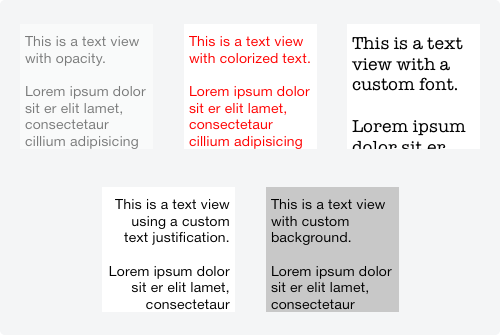 This is a text view
with opacity.
Lorem ipsum dolor
sit er elit lamet,
consectetaur
cillium adipisicing
This is a text view
with colorized text.
Lorem ipsum dolor
sit er elit lamet,
consectetaur
cillium adipisicing
This is a text
view with a
custom font.
Lorem ipsum
dolor sit er
This is a text view
using a custom
text justification.
Lorem ipsum dolor
sit er elit lamet,
consectetaur
This is a text view
with custom
background.
Lorem ipsum dolor
sit er elit lamet,
consectetaur